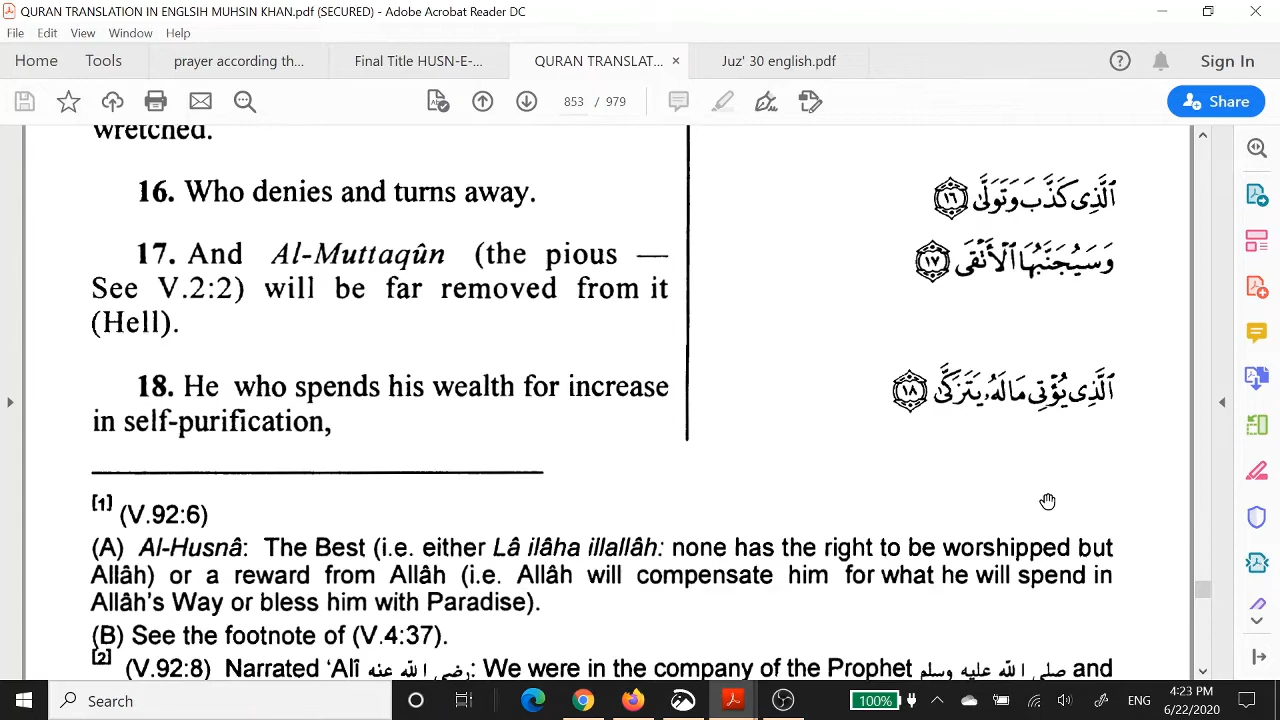 QURAN TRANSLATION IN ENGLSIH MUHSIN KHAN.pdf (SECURED) - Adobe Acrobat Reader DC
File Edit View Window Help
Home Tools prayer according th... Final Title HUSN-E-... QURAN TRANSLAT... × Juz' 30 english.pdf Sign In
853 / 979 Share
wretched.
16. Who denies and turns away.
ٱلَّذِى كَذَّبَ وَتَوَلَّىٰ ١٦
17. And Al-Muttaqûn (the pious —
وَسَيُجَنَّبُهَا ٱلْأَتْقَى ١٧
See V.2:2) will be far removed from it
(Hell).
18. He who spends his wealth for increase
ٱلَّذِى يُؤْتِى مَالَهُۥ يَتَزَكَّىٰ ١٨
in self-purification,
[1] (V.92:6)
(A) Al-Husnâ: The Best (i.e. either Lâ ilâha illallâh: none has the right to be worshipped but
Allâh) or a reward from Allâh (i.e. Allâh will compensate him for what he will spend in
Allâh's Way or bless him with Paradise).
(B) See the footnote of (V.4:37).
[2] (V.92:8) Narrated 'Alî رضى الله عنه: We were in the company of the Prophet صلى الله عليه وسلم and
Search 100% ENG 4:23 PM
6/22/2020